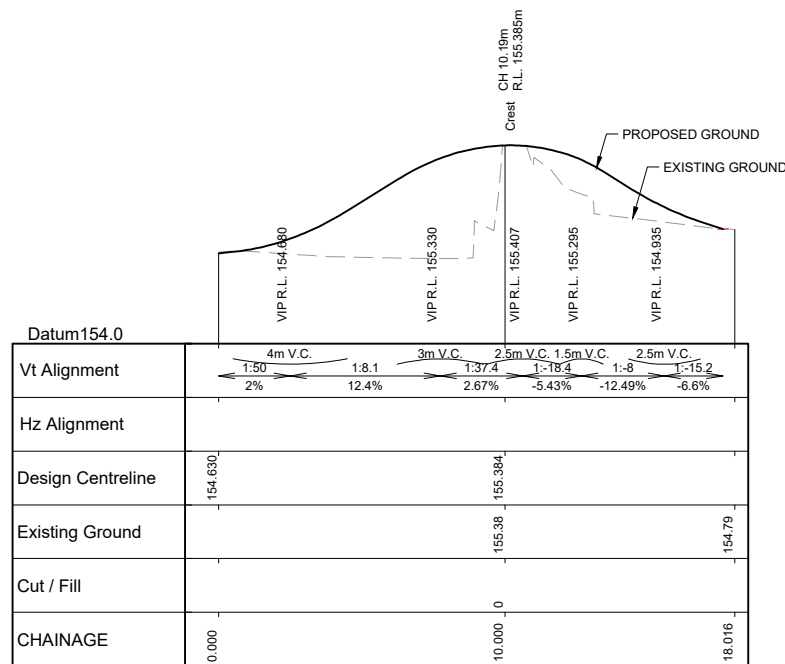 Crest CH 10.19m
R.L. 155.385m
PROPOSED GROUND
EXISTING GROUND
VIP R.L. 154.680
VIP R.L. 155.330
VIP R.L. 155.407
VIP R.L. 155.295
VIP R.L. 154.935
Datum154.0
Vt Alignment
4m V.C. 3m V.C. 2.5m V.C. 1.5m V.C. 2.5m V.C.
1:50 1:8.1 1:37.4 1:-18.4 1:-8 1:-15.2
2% 12.4% 2.67% -5.43% -12.49% -6.6%
Hz Alignment
Design Centreline 154.630 155.384
Existing Ground 155.38 154.79
Cut / Fill 0
CHAINAGE 0.000 10.000 18.016